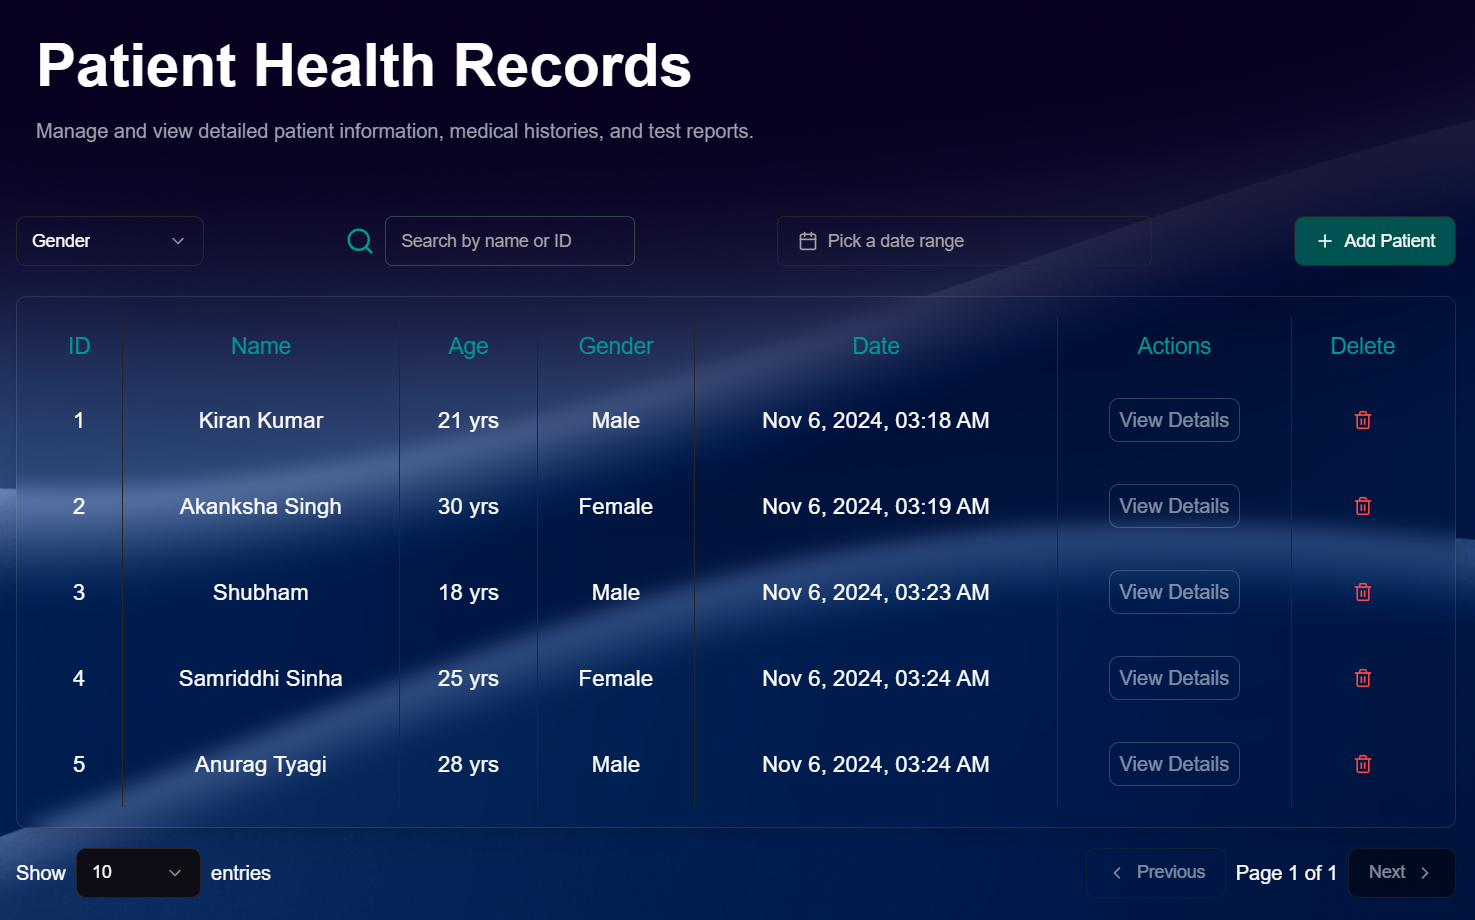 Patient Health Records
Manage and view detailed patient information, medical histories, and test reports.
Gender Search by name or ID Pick a date range + Add Patient
ID Name Age Gender Date Actions Delete
1 Kiran Kumar 21 yrs Male Nov 6, 2024, 03:18 AM View Details
2 Akanksha Singh 30 yrs Female Nov 6, 2024, 03:19 AM View Details
3 Shubham 18 yrs Male Nov 6, 2024, 03:23 AM View Details
4 Samriddhi Sinha 25 yrs Female Nov 6, 2024, 03:24 AM View Details
5 Anurag Tyagi 28 yrs Male Nov 6, 2024, 03:24 AM View Details
Show 10 entries Previous Page 1 of 1 Next